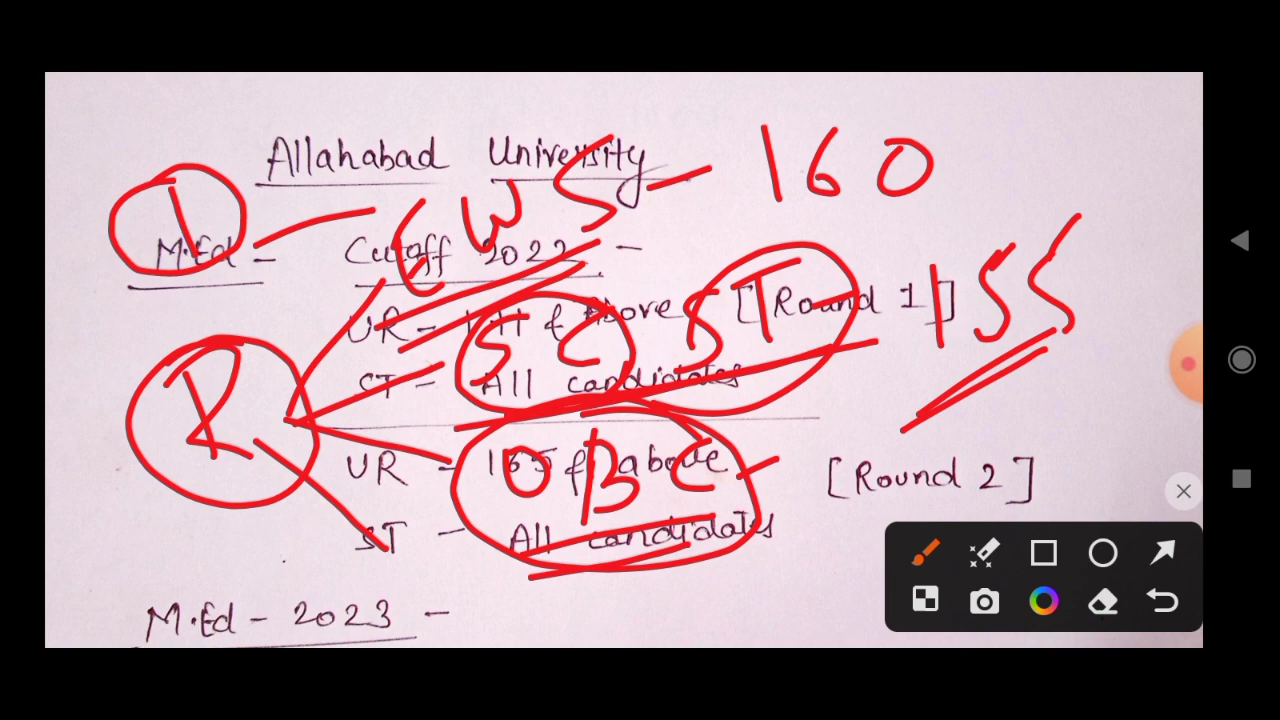 Allahabad University
1
EWS - 160
M.Ed - Cutoff 2022 -
UR - & Above [Round 1]
SC ST 155
ST - All candidates
R
UR - 165 & above [Round 2]
OBC -
ST - All candidates
M.Ed - 2023 -